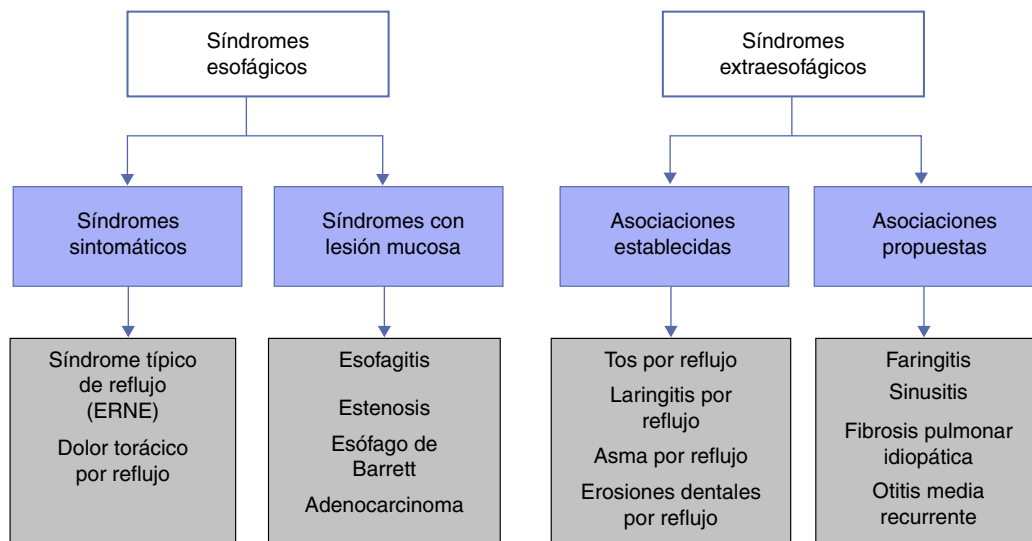 Síndromes
esofágicos
Síndromes
extraesofágicos
Síndromes
sintomáticos
Síndromes con
lesión mucosa
Asociaciones
establecidas
Asociaciones
propuestas
Síndrome típico
de reflujo
(ERNE)
Dolor torácico
por reflujo
Esofagitis
Estenosis
Esófago de
Barrett
Adenocarcinoma
Tos por reflujo
Laringitis por
reflujo
Asma por reflujo
Erosiones dentales
por reflujo
Faringitis
Sinusitis
Fibrosis pulmonar
idiopática
Otitis media
recurrente